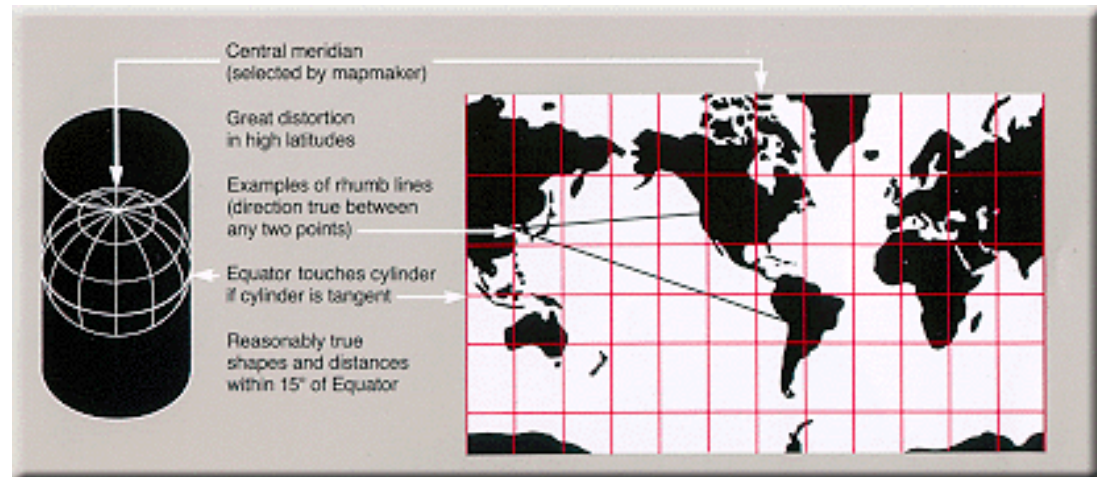 Central meridian
(selected by mapmaker)
Great distortion
in high latitudes
Examples of rhumb lines
(direction true between
any two points)
Equator touches cylinder
if cylinder is tangent
Reasonably true
shapes and distances
within 15° of Equator